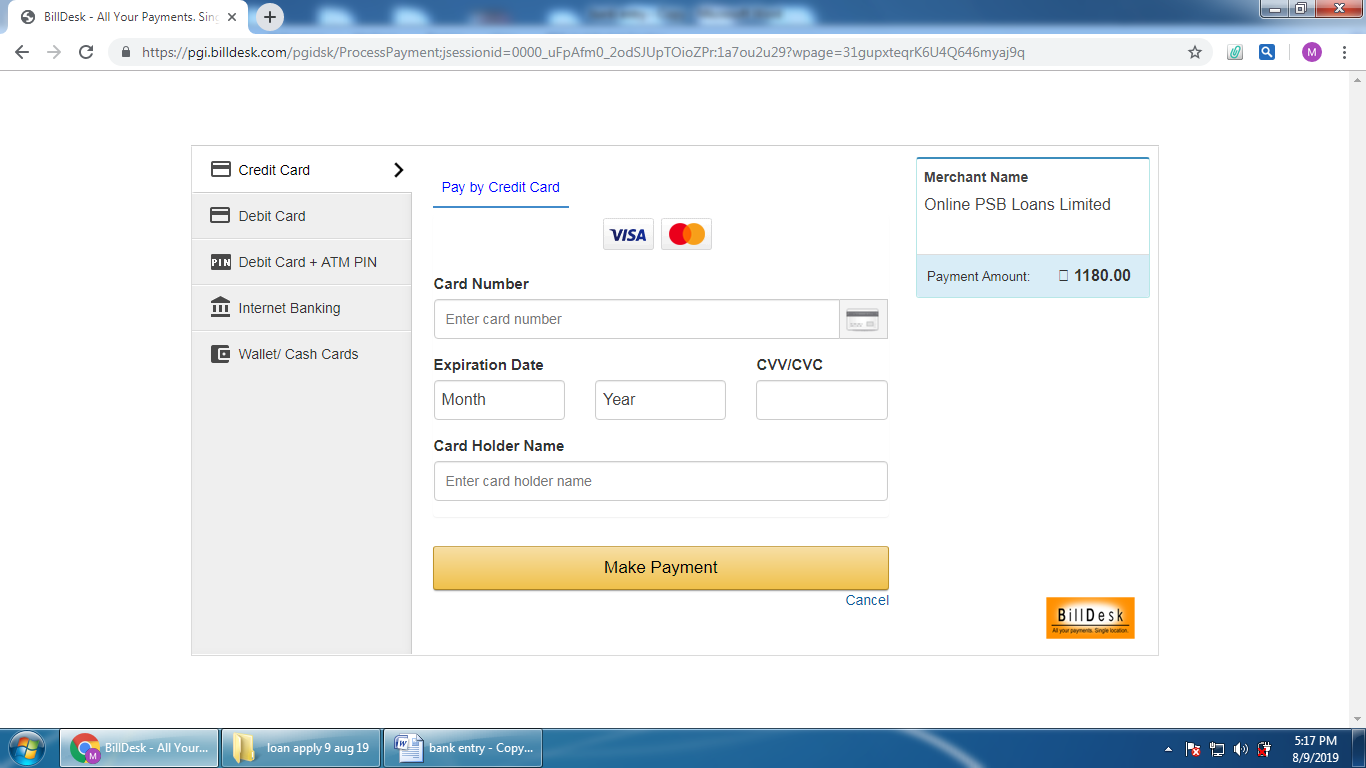 BillDesk - All Your Payments. Sin
https://pgi.billdesk.com/pgidsk/ProcessPayment;jsessionid=0000_uFpAfm0_2odSJUpTOioZPr:1a7ou2u29?wpage=31gupxteqrK6U4Q646myaj9q
M
Credit Card
Debit Card
PIN Debit Card + ATM PIN
Internet Banking
Wallet/ Cash Cards
Pay by Credit Card
VISA
Card Number
Enter card number
Expiration Date CVV/CVC
Month Year
Card Holder Name
Enter card holder name
Make Payment
Cancel
Merchant Name
Online PSB Loans Limited
Payment Amount: 1180.00
BillDesk
All your payments. Single location.
M BillDesk - All Your...
loan apply 9 aug 19
bank entry - Copy...
5:17 PM
8/9/2019